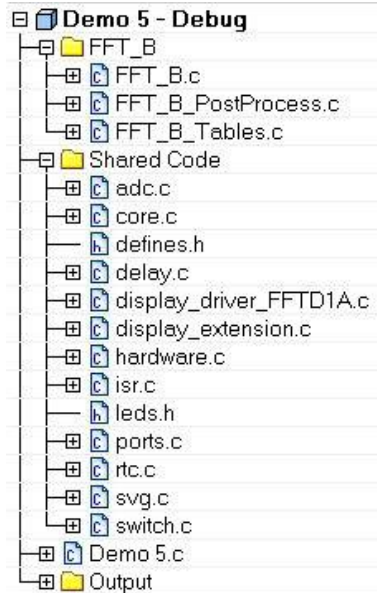 Demo 5 - Debug
FFT_B
FFT_B.c
FFT_B_PostProcess.c
FFT_B_Tables.c
Shared Code
adc.c
core.c
defines.h
delay.c
display_driver_FFTD1A.c
display_extension.c
hardware.c
isr.c
leds.h
ports.c
rtc.c
svg.c
switch.c
Demo 5.c
Output